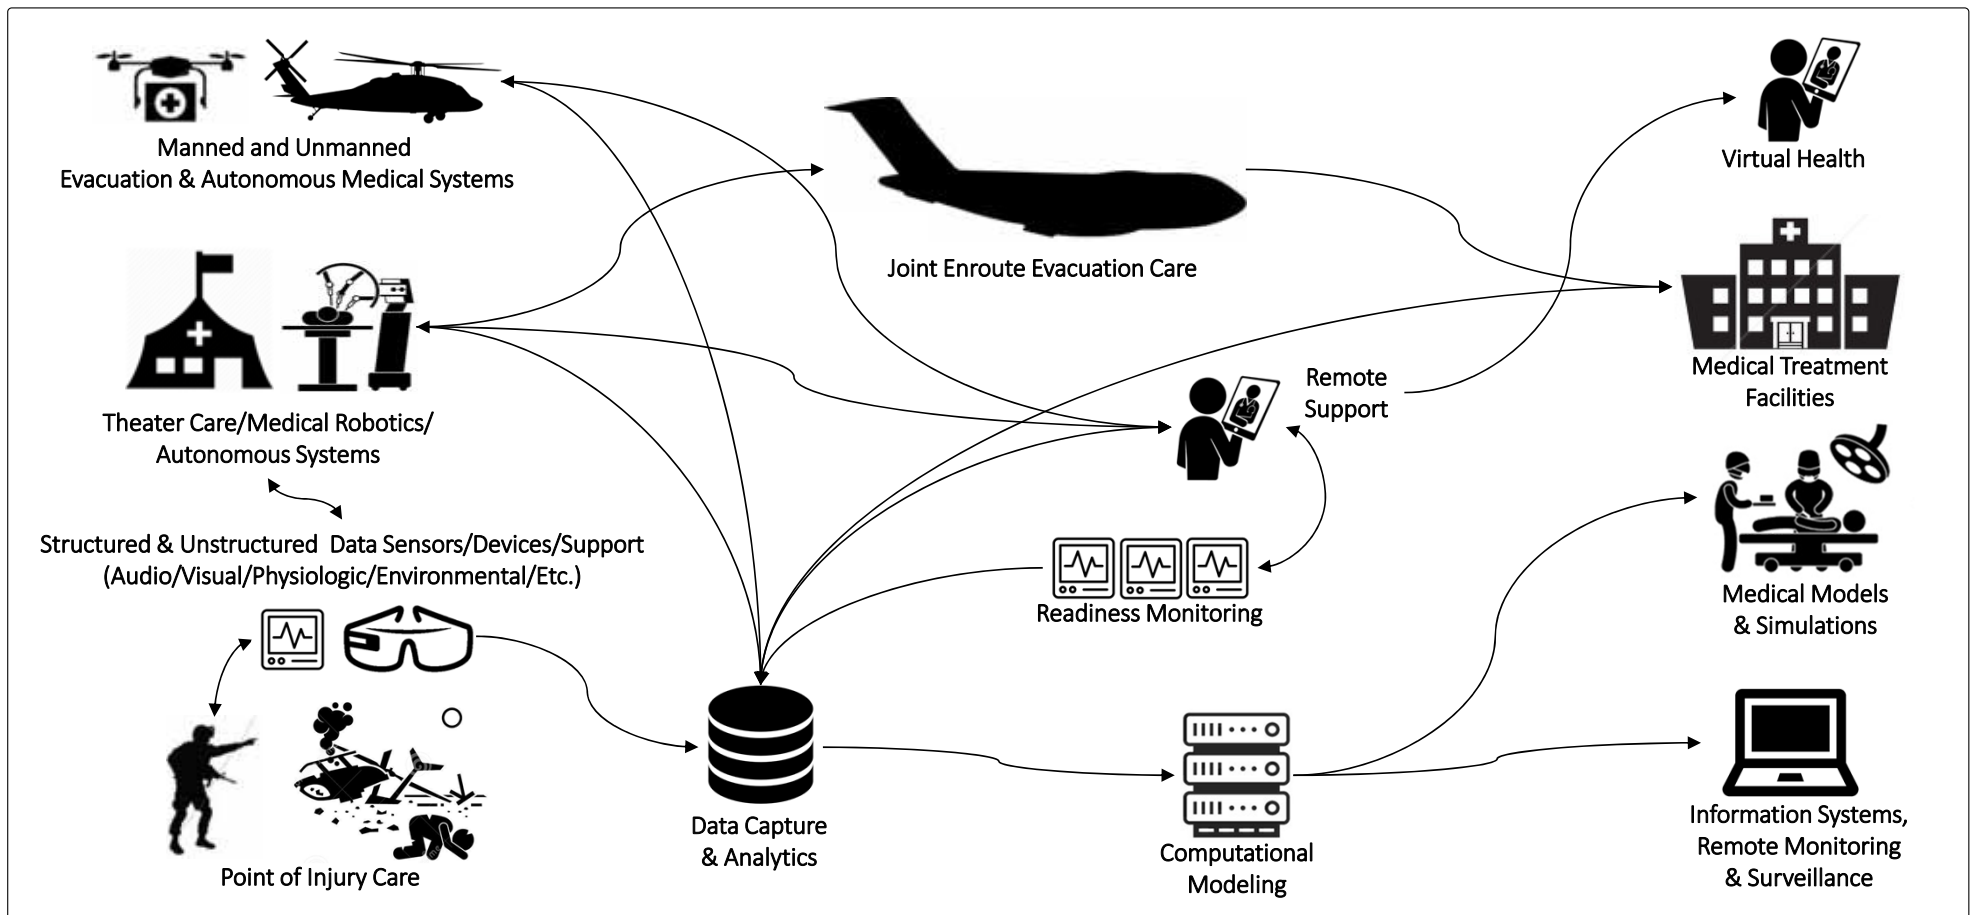 Manned and Unmanned
Evacuation & Autonomous Medical Systems
Joint Enroute Evacuation Care
Virtual Health
Theater Care/Medical Robotics/
Autonomous Systems
Remote
Support
Medical Treatment
Facilities
Structured & Unstructured  Data Sensors/Devices/Support
(Audio/Visual/Physiologic/Environmental/Etc.)
Readiness Monitoring
Medical Models
& Simulations
Point of Injury Care
Data Capture
& Analytics
Computational
Modeling
Information Systems,
Remote Monitoring
& Surveillance